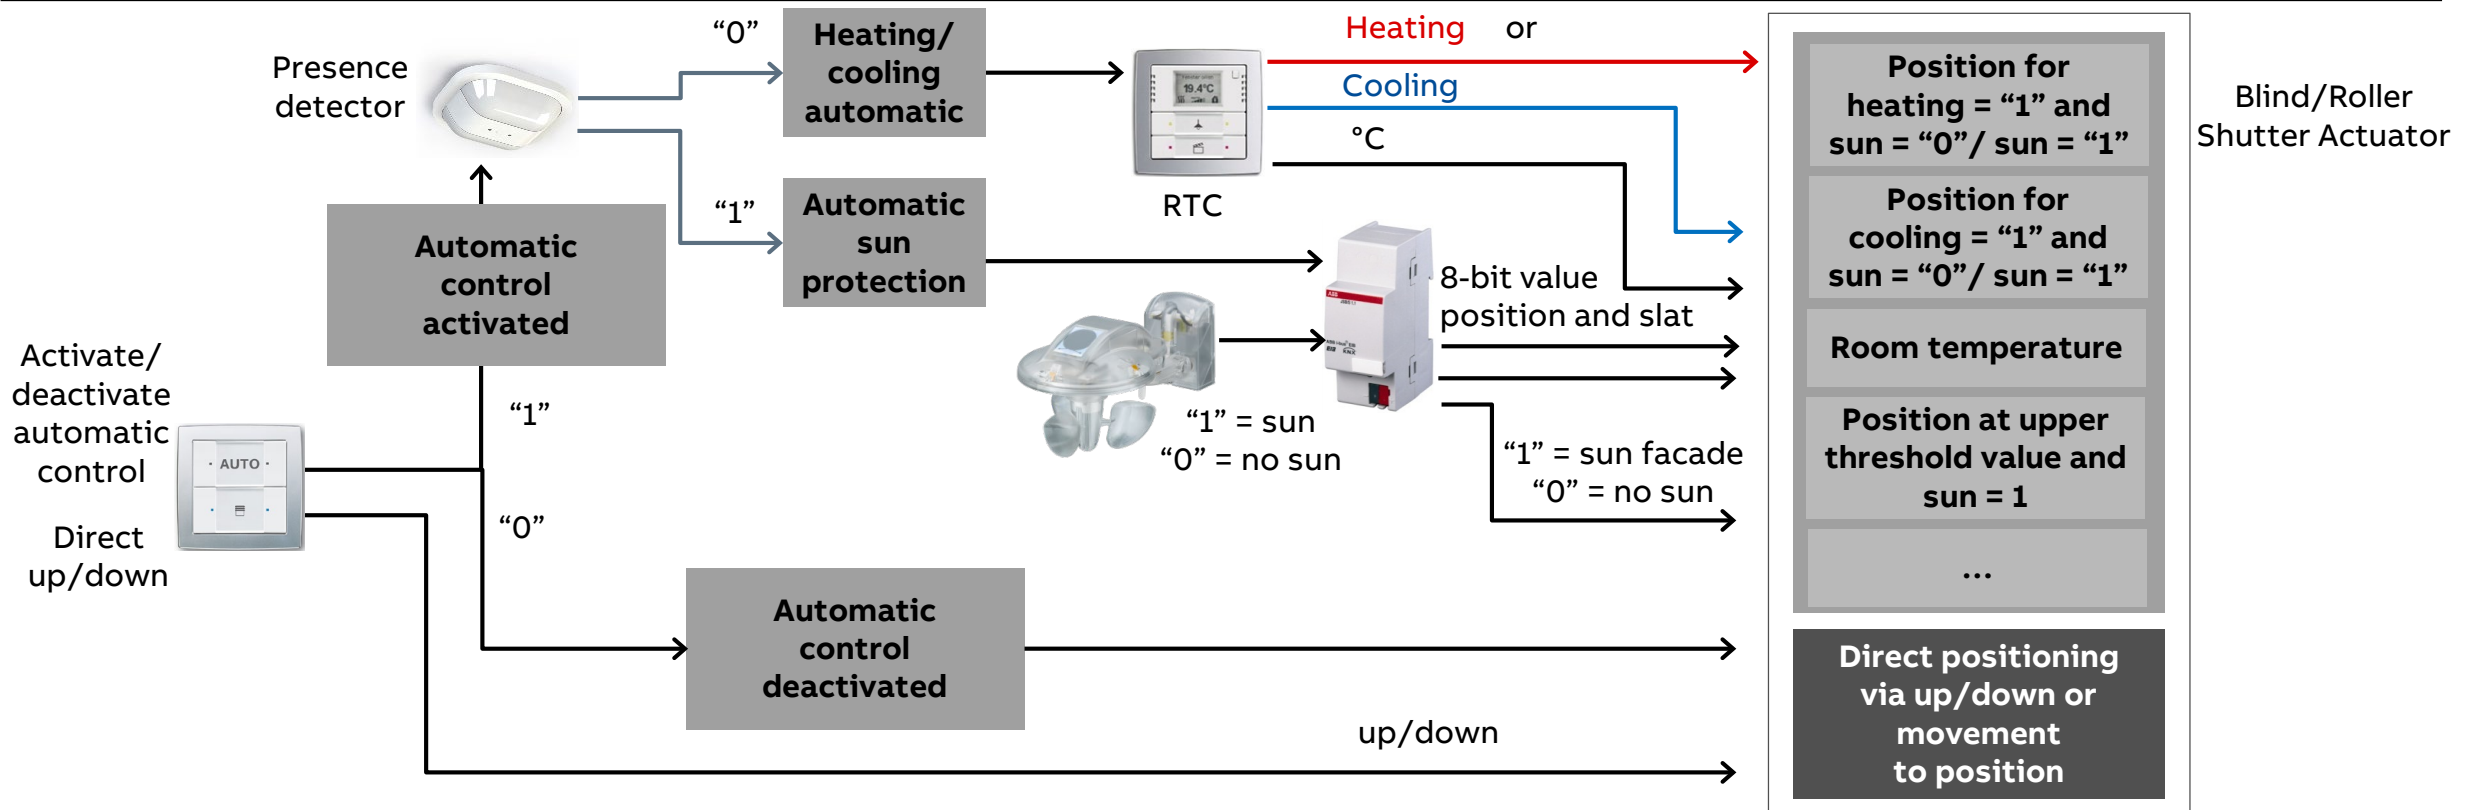 Presence
detector
“0”
Heating/
cooling
automatic
“1”
Automatic
sun
protection
Automatic
control
activated
Activate/
deactivate
automatic
control
Direct
up/down
AUTO
“1”
“0”
Automatic
control
deactivated
19.4°C
RTC
Heating or
Cooling
°C
ABB
8-bit value
position and slat
“1” = sun
“0” = no sun
“1” = sun facade
“0” = no sun
up/down
Position for
heating = “1” and
sun = “0”/ sun = “1”
Position for
cooling = “1” and
sun = “0”/ sun = “1”
Room temperature
Position at upper
threshold value and
sun = 1
...
Direct positioning
via up/down or
movement
to position
Blind/Roller
Shutter Actuator